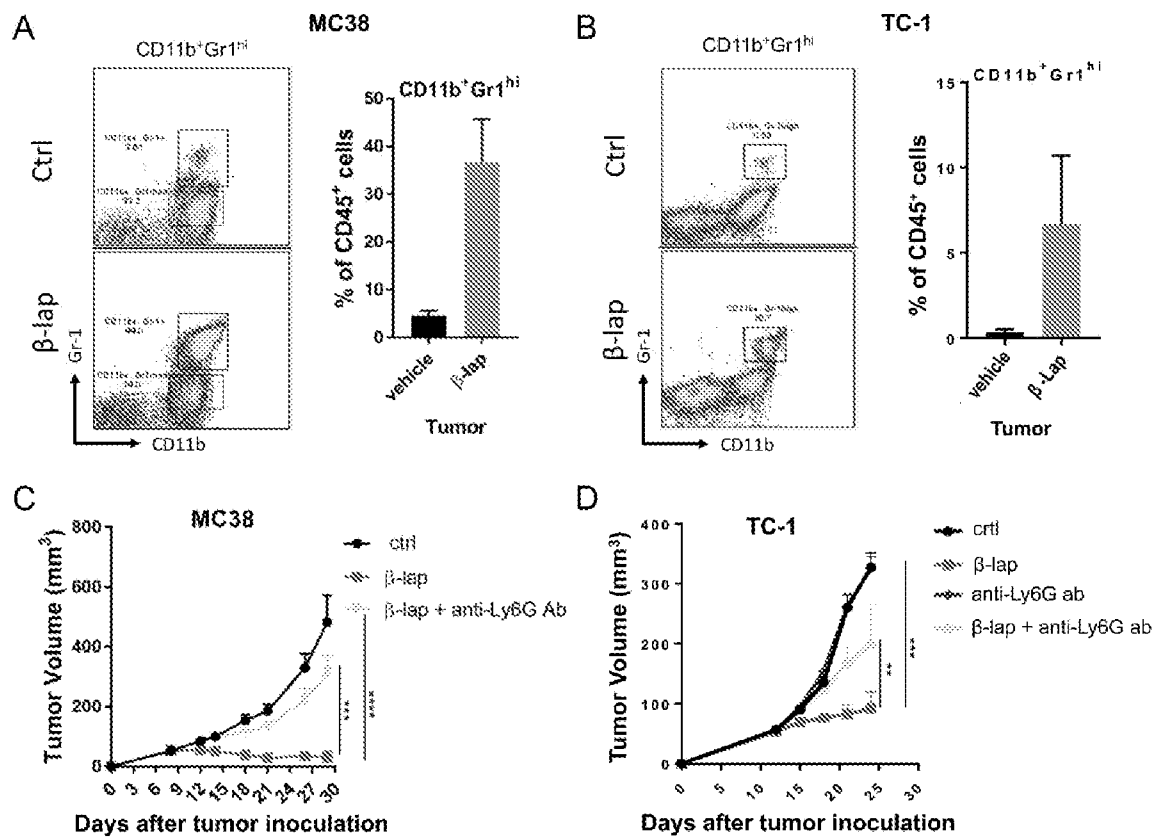 A
MC38
CD11b+Gr1hi
Ctrl
β-lap
Gr-1
CD11b
CD11b+Gr1hi
% of CD45+ cells
50
40
30
20
10
0
vehicle
β-lap
Tumor
B
TC-1
CD11b+Gr1hi
Ctrl
β-lap
Gr-1
CD11b
CD11b+Gr1hi
% of CD45+ cells
15
10
5
0
vehicle
β-Lap
Tumor
C
MC38
Tumor Volume (mm3)
800
600
400
200
0
0 3 6 9 12 15 18 21 24 27 30
Days after tumor inoculation
ctrl
β-lap
β-lap + anti-Ly6G Ab
***
****
D
TC-1
Tumor Volume (mm3)
400
300
200
100
0
0 5 10 15 20 25 30
Days after tumor inoculation
crtl
β-lap
anti-Ly6G ab
β-lap + anti-Ly6G ab
**
***